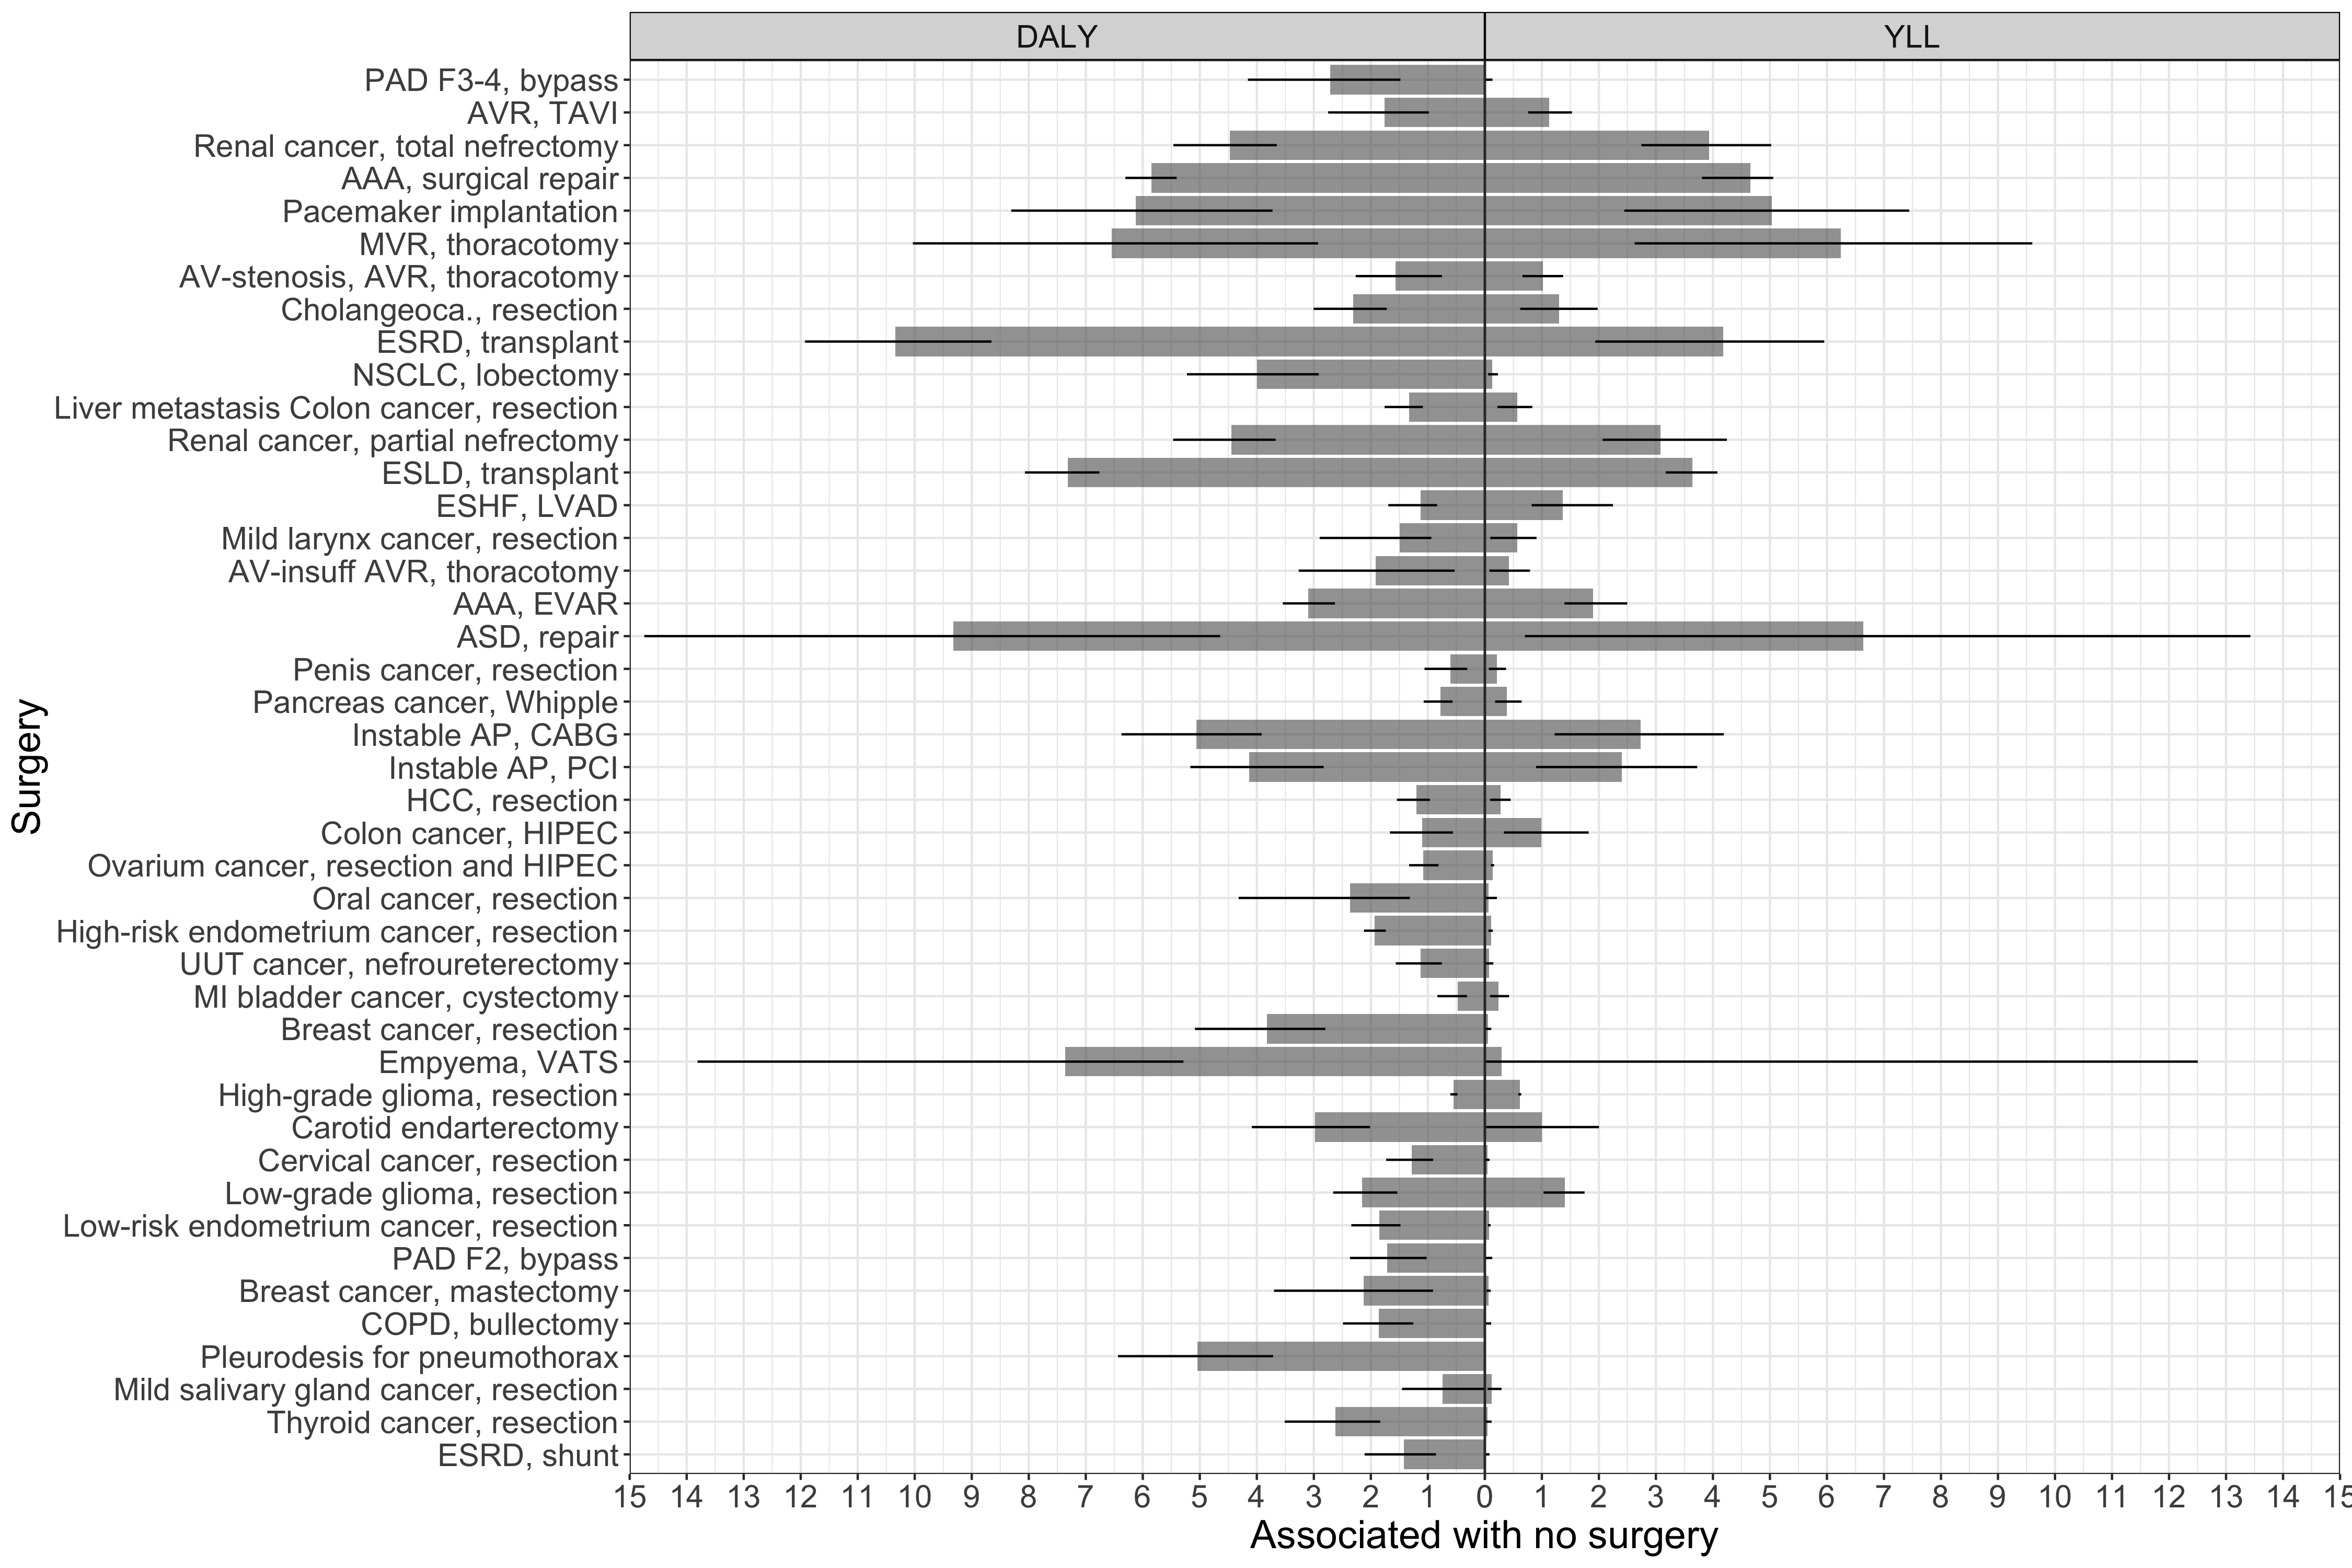 DALY YLL
PAD F3-4, bypass
AVR, TAVI
Renal cancer, total nefrectomy
AAA, surgical repair
Pacemaker implantation
MVR, thoracotomy
AV-stenosis, AVR, thoracotomy
Cholangeoca., resection
ESRD, transplant
NSCLC, lobectomy
Liver metastasis Colon cancer, resection
Renal cancer, partial nefrectomy
ESLD, transplant
ESHF, LVAD
Mild larynx cancer, resection
AV-insuff AVR, thoracotomy
AAA, EVAR
ASD, repair
Penis cancer, resection
Pancreas cancer, Whipple
Instable AP, CABG
Instable AP, PCI
HCC, resection
Colon cancer, HIPEC
Ovarium cancer, resection and HIPEC
Oral cancer, resection
High-risk endometrium cancer, resection
UUT cancer, nefroureterectomy
MI bladder cancer, cystectomy
Breast cancer, resection
Empyema, VATS
High-grade glioma, resection
Carotid endarterectomy
Cervical cancer, resection
Low-grade glioma, resection
Low-risk endometrium cancer, resection
PAD F2, bypass
Breast cancer, mastectomy
COPD, bullectomy
Pleurodesis for pneumothorax
Mild salivary gland cancer, resection
Thyroid cancer, resection
ESRD, shunt
Surgery
15 14 13 12 11 10 9 8 7 6 5 4 3 2 1 0 1 2 3 4 5 6 7 8 9 10 11 12 13 14 15
Associated with no surgery